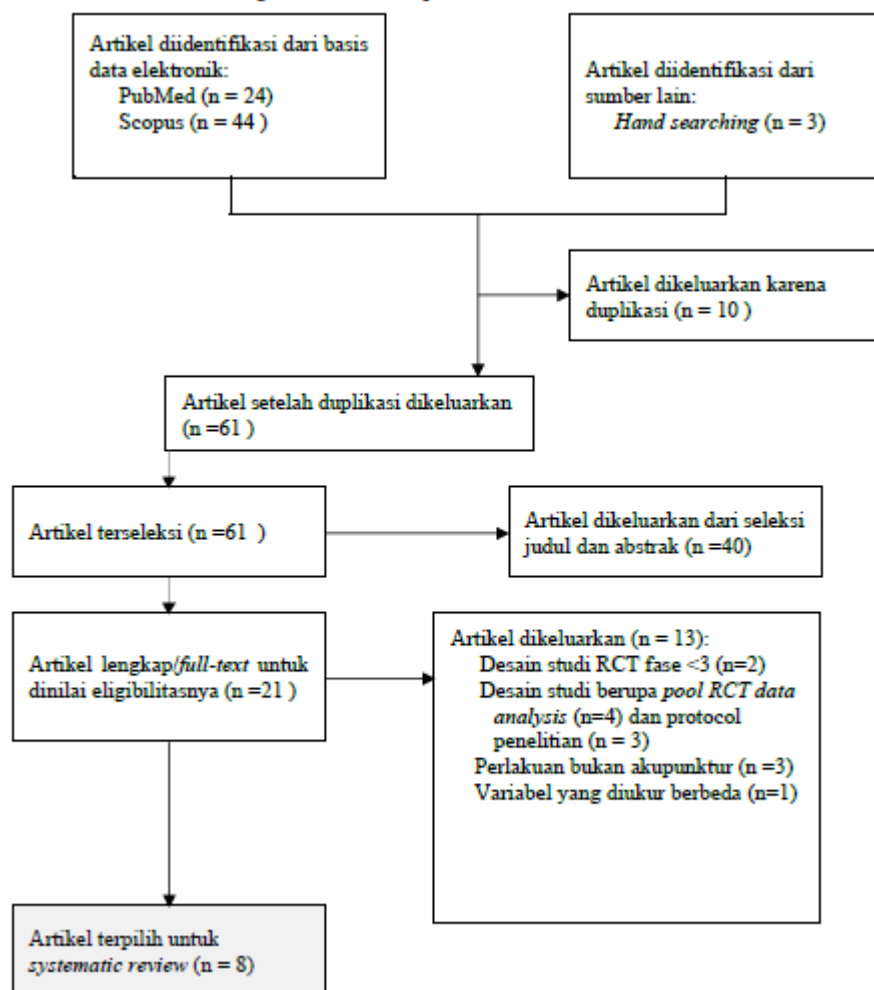 Artikel diidentifikasi dari basis
data elektronik:
PubMed (n = 24)
Scopus (n = 44 )
Artikel diidentifikasi dari
sumber lain:
Hand searching (n = 3)
Artikel dikeluarkan karena
duplikasi (n = 10 )
Artikel setelah duplikasi dikeluarkan
(n =61 )
Artikel terseleksi (n =61 )
Artikel dikeluarkan dari seleksi
judul dan abstrak (n =40)
Artikel lengkap/full-text untuk
dinilai eligibilitasnya (n =21 )
Artikel dikeluarkan (n = 13):
Desain studi RCT fase <3 (n=2)
Desain studi berupa pool RCT data
analysis (n=4) dan protocol
penelitian (n = 3)
Perlakuan bukan akupunktur (n =3)
Variabel yang diukur berbeda (n=1)
Artikel terpilih untuk
systematic review (n = 8)